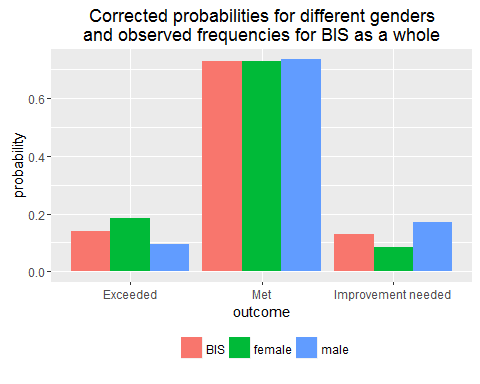 Corrected probabilities for different genders
and observed frequencies for BIS as a whole
probability
0.6
0.4
0.2
0.0
Exceeded Met Improvement needed
outcome
BIS female male